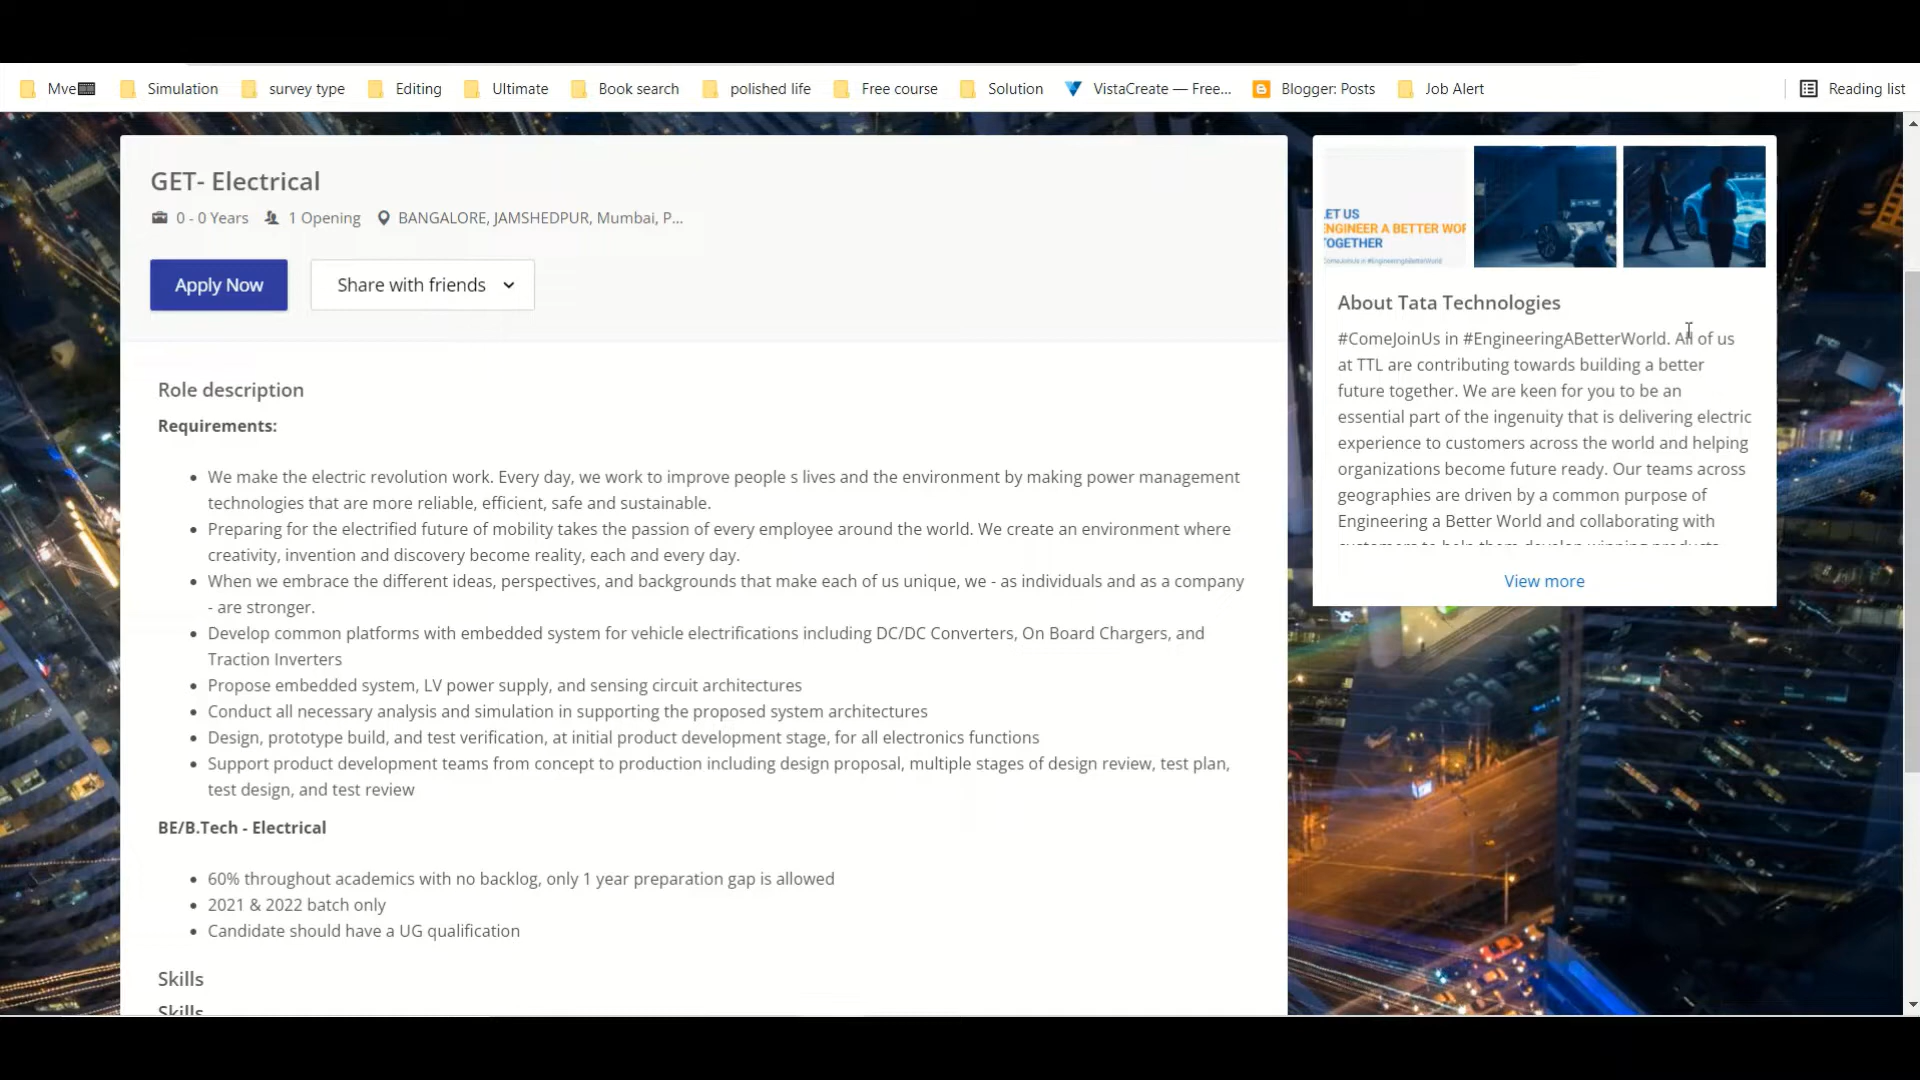 Mve
Simulation
survey type
Editing
Ultimate
Book search
polished life
Free course
Solution
VistaCreate — Free...
Blogger: Posts
Job Alert
Reading list
GET- Electrical
0 - 0 Years 1 Opening BANGALORE, JAMSHEDPUR, Mumbai, P...
Apply Now
Share with friends
Role description
Requirements:
• We make the electric revolution work. Every day, we work to improve people s lives and the environment by making power management
technologies that are more reliable, efficient, safe and sustainable.
• Preparing for the electrified future of mobility takes the passion of every employee around the world. We create an environment where
creativity, invention and discovery become reality, each and every day.
• When we embrace the different ideas, perspectives, and backgrounds that make each of us unique, we - as individuals and as a company
- are stronger.
• Develop common platforms with embedded system for vehicle electrifications including DC/DC Converters, On Board Chargers, and
Traction Inverters
• Propose embedded system, LV power supply, and sensing circuit architectures
• Conduct all necessary analysis and simulation in supporting the proposed system architectures
• Design, prototype build, and test verification, at initial product development stage, for all electronics functions
• Support product development teams from concept to production including design proposal, multiple stages of design review, test plan,
test design, and test review
BE/B.Tech - Electrical
• 60% throughout academics with no backlog, only 1 year preparation gap is allowed
• 2021 & 2022 batch only
• Candidate should have a UG qualification
Skills
Skills
ET US
NGINEER A BETTER WOR
OGETHER
About Tata Technologies
#ComeJoinUs in #EngineeringABetterWorld. All of us
at TTL are contributing towards building a better
future together. We are keen for you to be an
essential part of the ingenuity that is delivering electric
experience to customers across the world and helping
organizations become future ready. Our teams across
geographies are driven by a common purpose of
Engineering a Better World and collaborating with
customers to help them develop winning products
View more